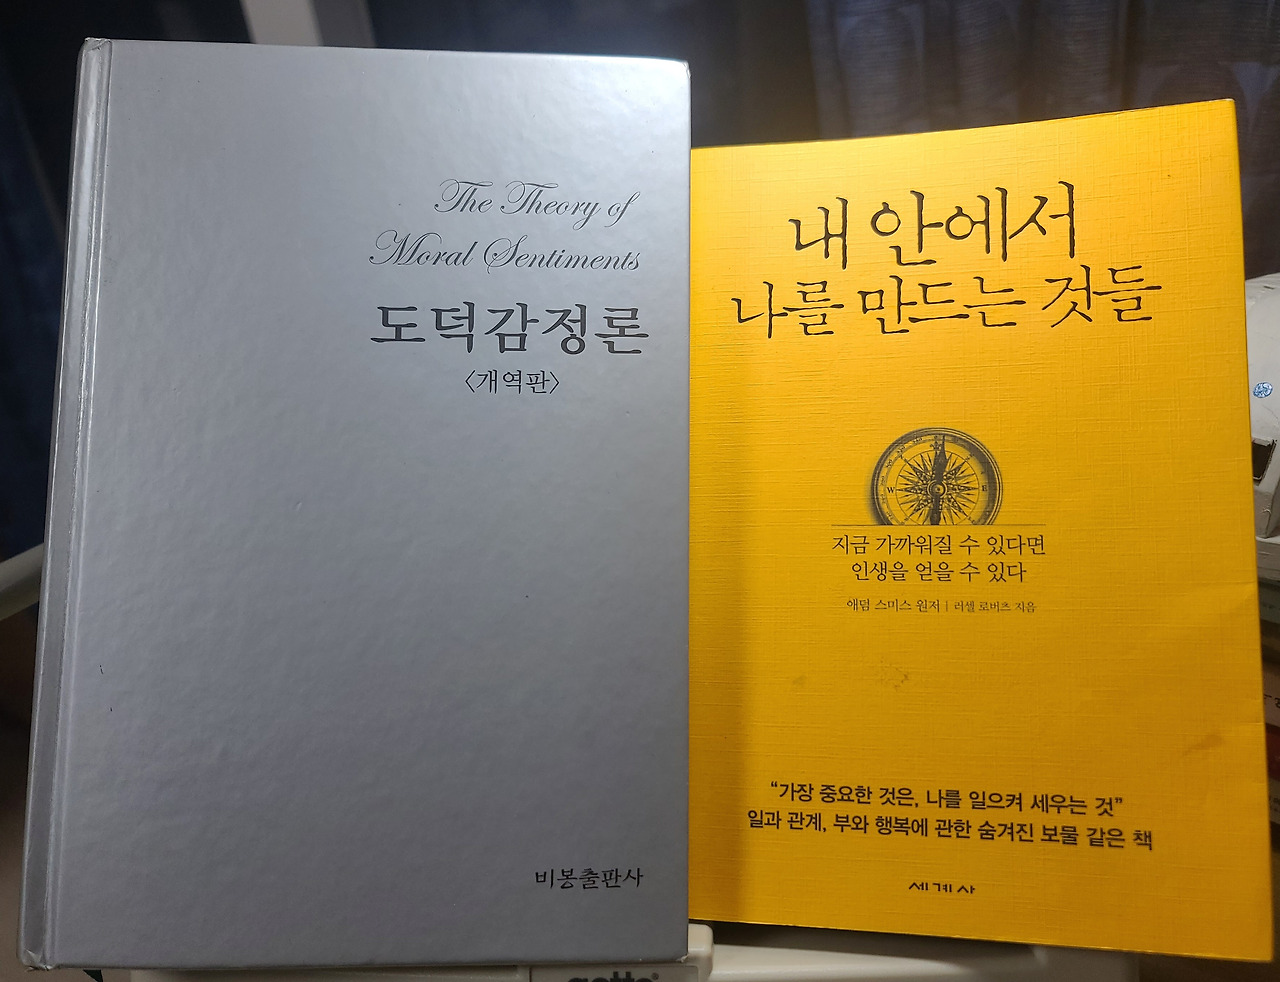 The Theory of
Moral Sentiments
도덕감정론
〈개역판〉
비봉출판사
내 안에서
나를 만드는 것들
W
E
지금 가까워질 수 있다면
인생을 얻을 수 있다
애덤 스미스 원저 | 러셀 로버츠 지음
“가장 중요한 것은, 나를 일으켜 세우는 것”
일과 관계, 부와 행복에 관한 숨겨진 보물 같은 책
세계사